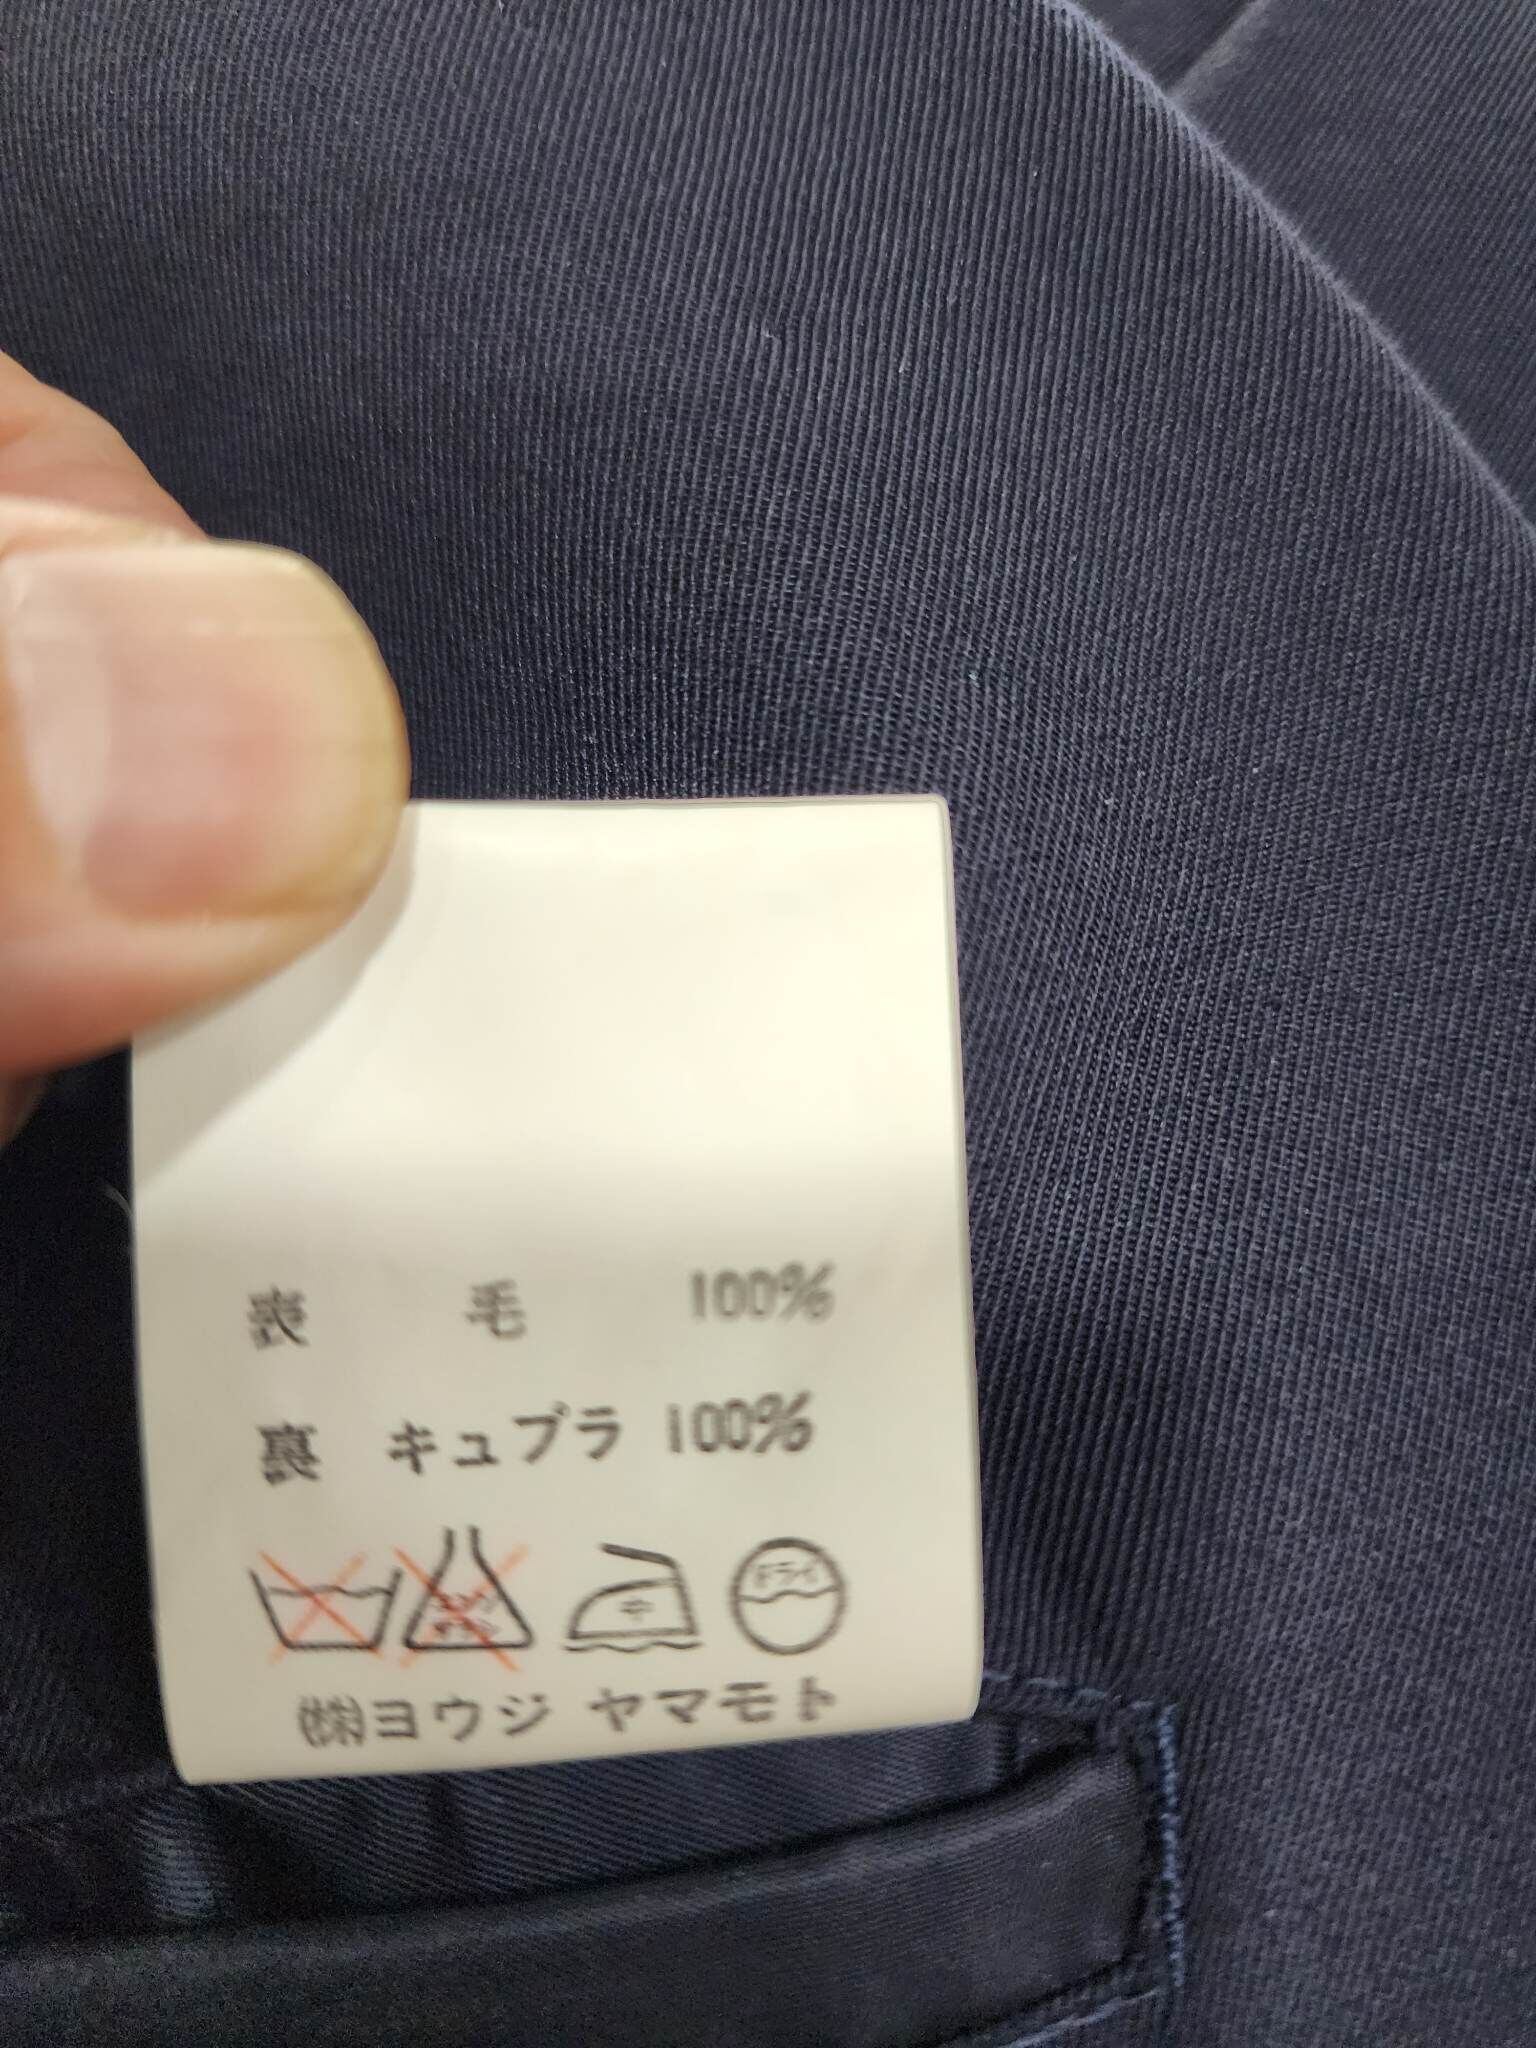 表 毛 100%
裏 キュプラ 100%
中 ドライ
㈱ヨウジ ヤマモト